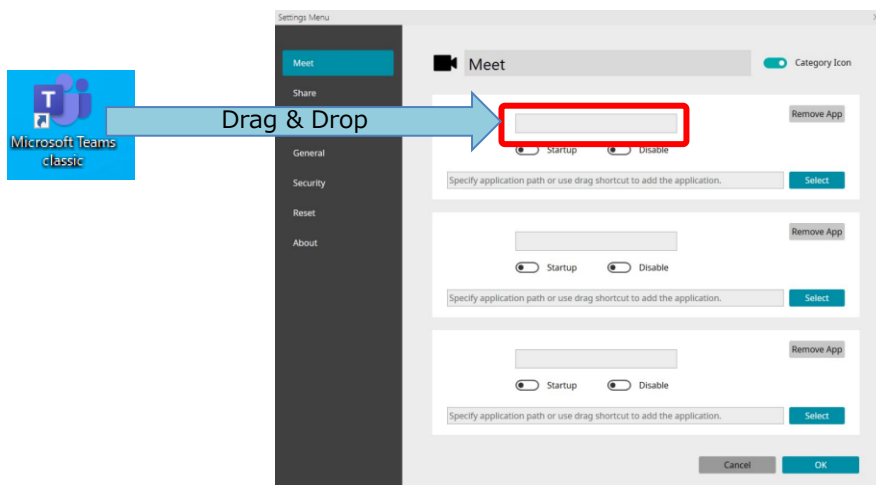 Settings Menu
X
Meet
Share
General
Security
Reset
About
T
Microsoft Teams
classic
Drag & Drop
Meet
Category Icon
Remove App
Startup
Disable
Specify application path or use drag shortcut to add the application.
Select
Remove App
Startup
Disable
Specify application path or use drag shortcut to add the application.
Select
Remove App
Startup
Disable
Specify application path or use drag shortcut to add the application.
Select
Cancel
OK